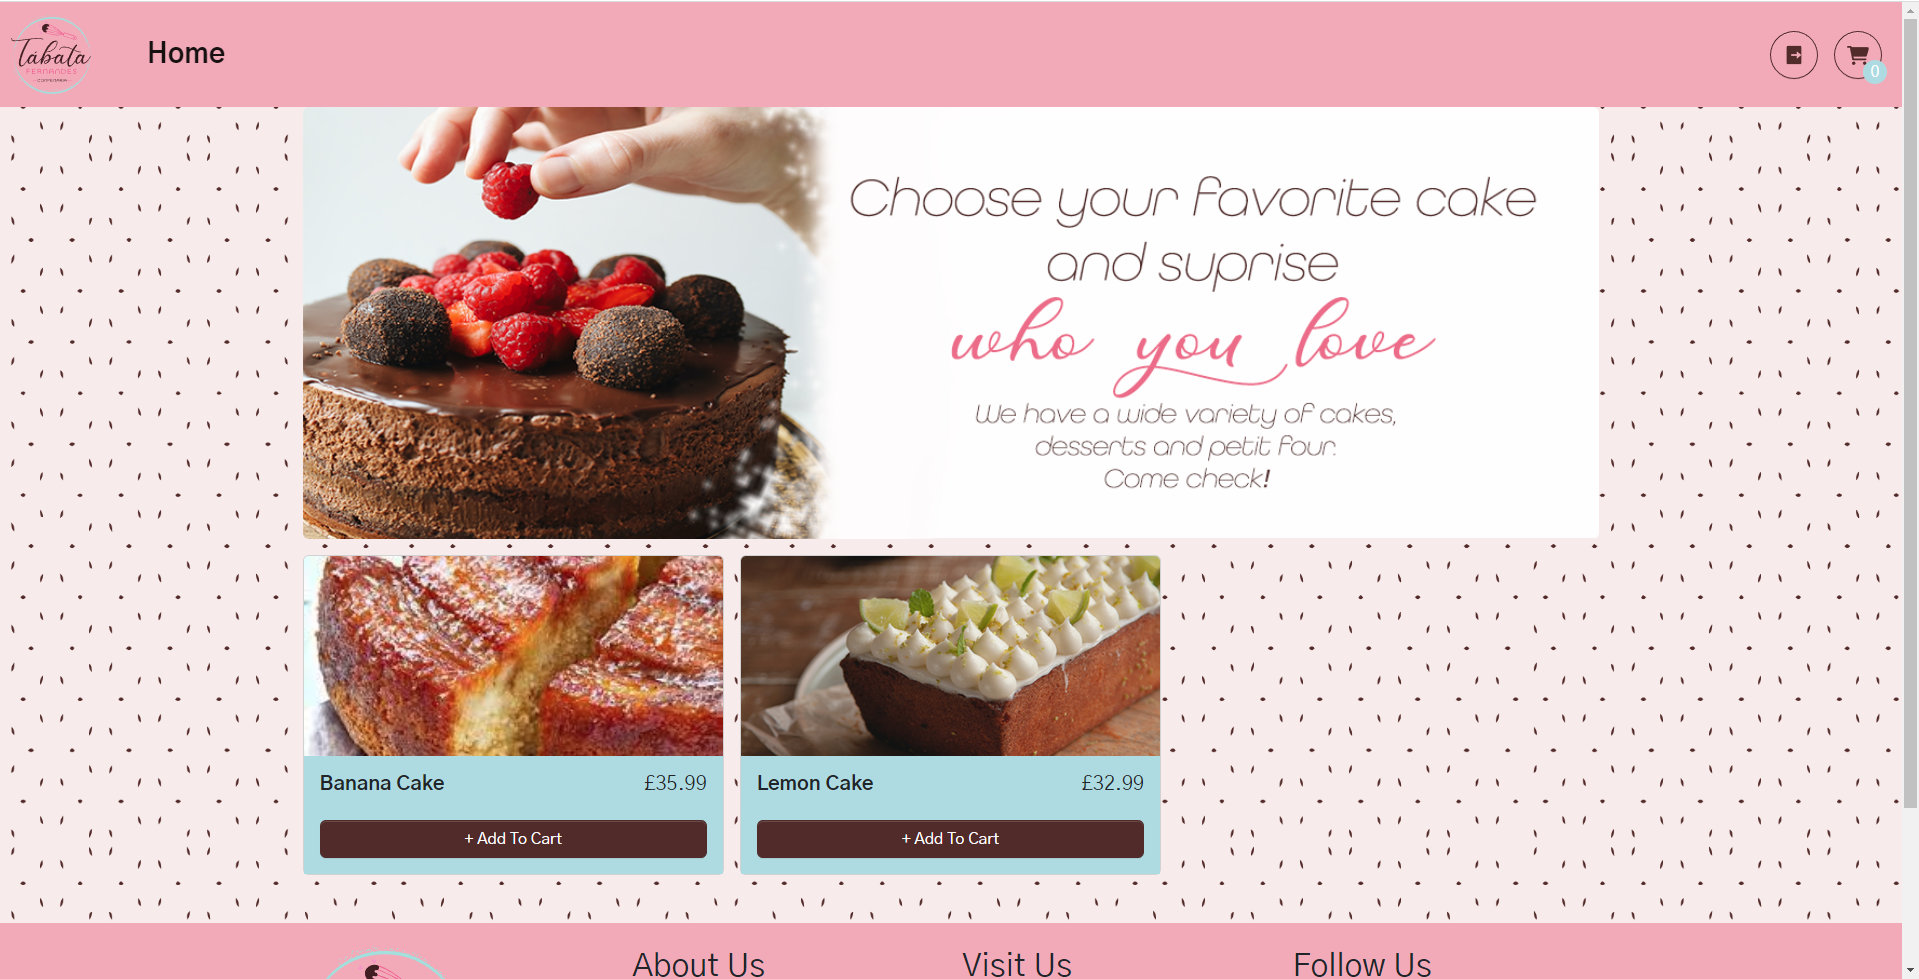 Tábata
FERNANDES
CONFEITARIA
Home
0
Choose your favorite cake
and suprise
who you love
We have a wide variety of cakes,
desserts and petit four.
Come check!
Banana Cake
£35.99
+ Add To Cart
Lemon Cake
£32.99
+ Add To Cart
About Us
Visit Us
Follow Us